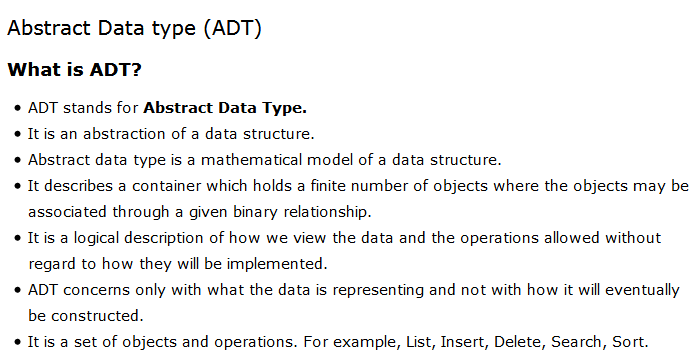 Abstract Data type (ADT)
What is ADT?
• ADT stands for Abstract Data Type.
• It is an abstraction of a data structure.
• Abstract data type is a mathematical model of a data structure.
• It describes a container which holds a finite number of objects where the objects may be
associated through a given binary relationship.
• It is a logical description of how we view the data and the operations allowed without
regard to how they will be implemented.
• ADT concerns only with what the data is representing and not with how it will eventually
be constructed.
• It is a set of objects and operations. For example, List, Insert, Delete, Search, Sort.